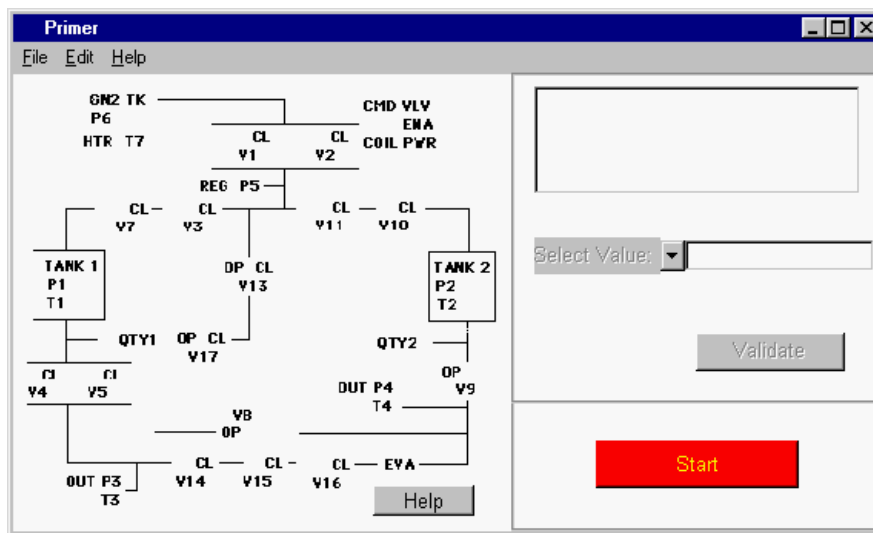 Primer
File Edit Help
GN2 TK
P6
HTR T7
CMD VLV
ENA
COIL PWR
CL CL
V1 V2
REG P5
CL CL CL CL
V7 V3 V11 V10
TANK 1
P1
T1
OP CL
V13
TANK 2
P2
T2
QTY1 OP CL QTY2
V17
CL CL
V4 V5
OP
V9
OUT P4
T4
V8
OP
CL CL CL EVA
V14 V15 V16
OUT P3
T3
Help
Select Value:
Validate
Start